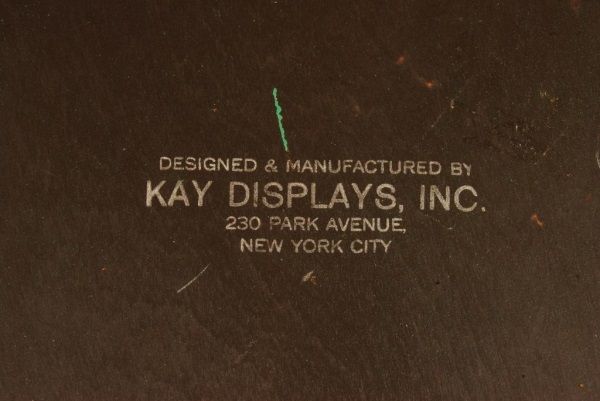 DESIGNED & MANUFACTURED BY
KAY DISPLAYS, INC.
230 PARK AVENUE,
NEW YORK CITY